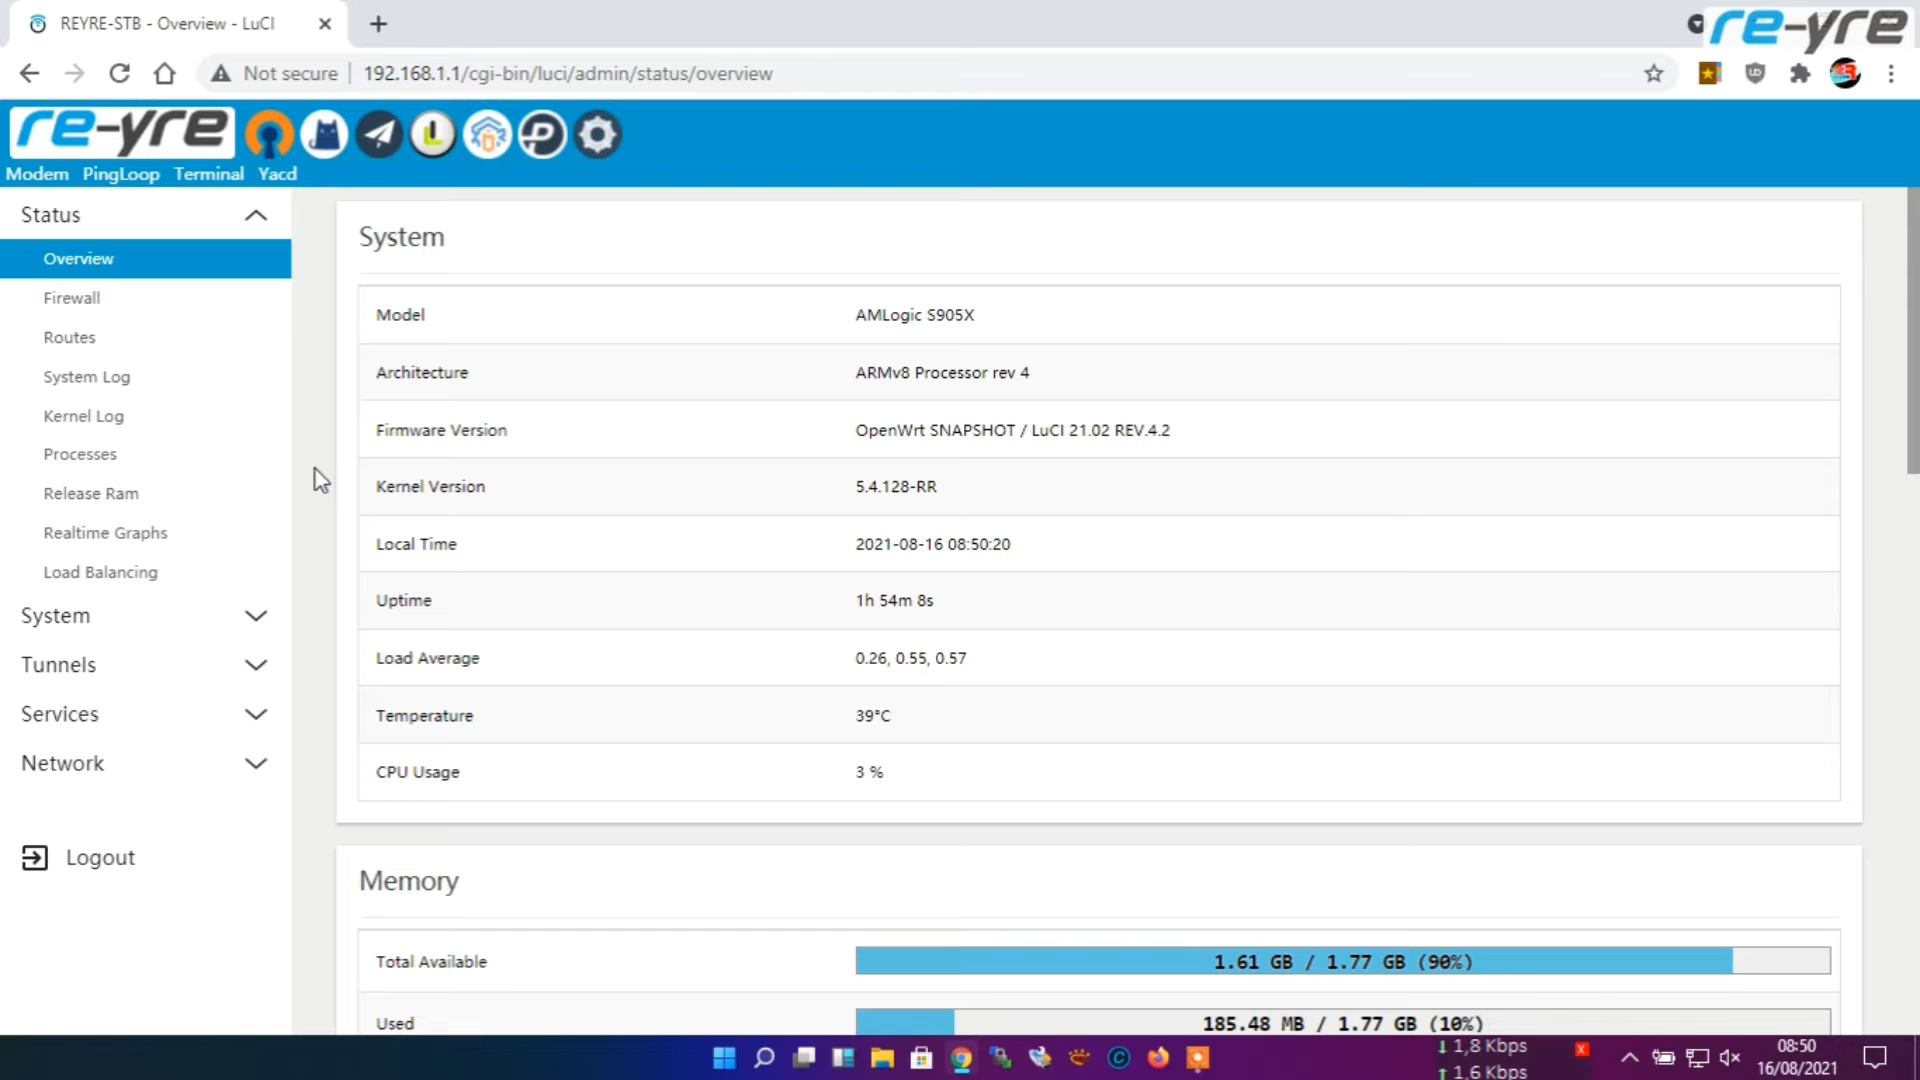 REYRE-STB - Overview - LuCI
re-yre
Not secure
192.168.1.1/cgi-bin/luci/admin/status/overview
re-yre
Modem PingLoop Terminal Yacd
Status
Overview
Firewall
Routes
System Log
Kernel Log
Processes
Release Ram
Realtime Graphs
Load Balancing
System
Tunnels
Services
Network
Logout
System
Model AMLogic S905X
Architecture ARMv8 Processor rev 4
Firmware Version OpenWrt SNAPSHOT / LuCI 21.02 REV.4.2
Kernel Version 5.4.128-RR
Local Time 2021-08-16 08:50:20
Uptime 1h 54m 8s
Load Average 0.26, 0.55, 0.57
Temperature 39°C
CPU Usage 3 %
Memory
Total Available 1.61 GB / 1.77 GB (90%)
Used 185.48 MB / 1.77 GB (10%)
↓ 1,8 Kbps
↑ 1,6 Kbps
08:50
16/08/2021